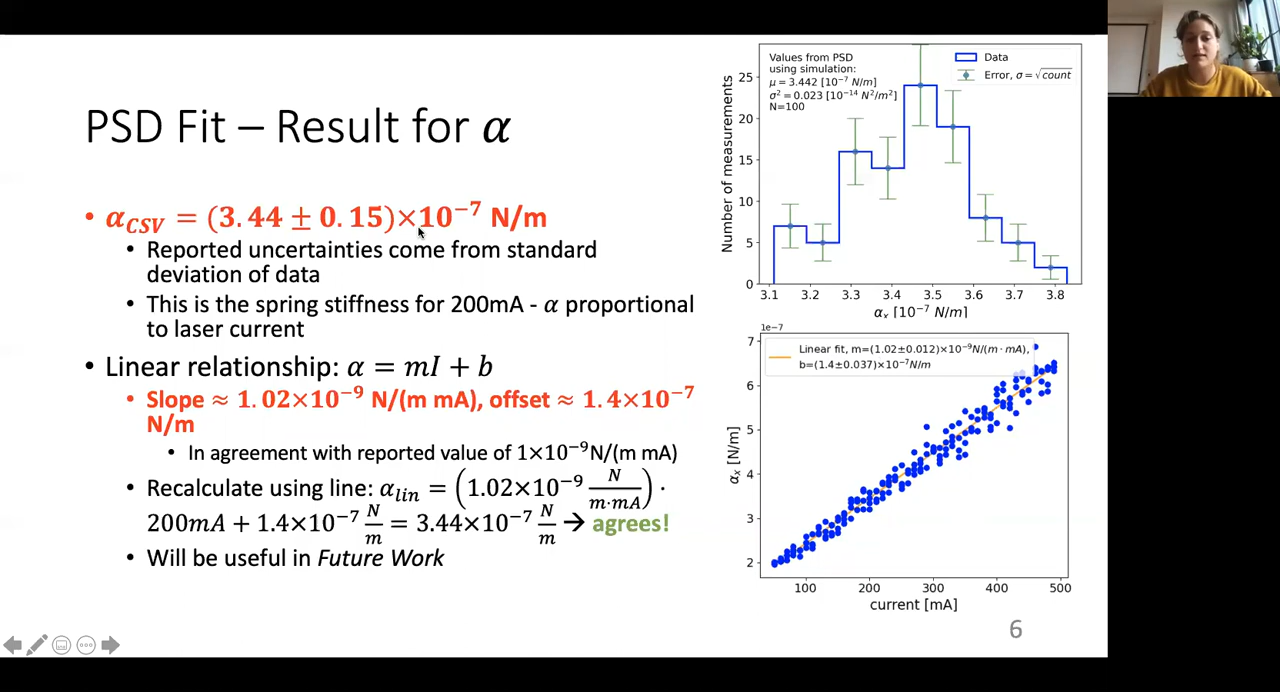 PSD Fit – Result for α
• α_CSV = (3.44 ± 0.15)×10⁻⁷ N/m
• Reported uncertainties come from standard
deviation of data
• This is the spring stiffness for 200mA - α proportional
to laser current
• Linear relationship: α = mI + b
• Slope ≈ 1.02×10⁻⁹ N/(m mA), offset ≈ 1.4×10⁻⁷
N/m
• In agreement with reported value of 1×10⁻⁹N/(m mA)
• Recalculate using line: α_lin = (1.02×10⁻⁹ N/(m·mA)) ·
200mA + 1.4×10⁻⁷ N/m = 3.44×10⁻⁷ N/m → agrees!
• Will be useful in Future Work
Values from PSD
using simulation:
μ = 3.442 [10⁻⁷ N/m]
σ² = 0.023 [10⁻¹⁴ N²/m²]
N=100
Data
Error, σ = √count
Number of measurements
25
20
15
10
5
0
3.1 3.2 3.3 3.4 3.5 3.6 3.7 3.8
αₓ [10⁻⁷ N/m]
1e-7
Linear fit, m=(1.02±0.012)×10⁻⁹N/(m · mA),
b=(1.4±0.037)×10⁻⁷N/m
αₓ [N/m]
7
6
5
4
3
2
100 200 300 400 500
current [mA]
6